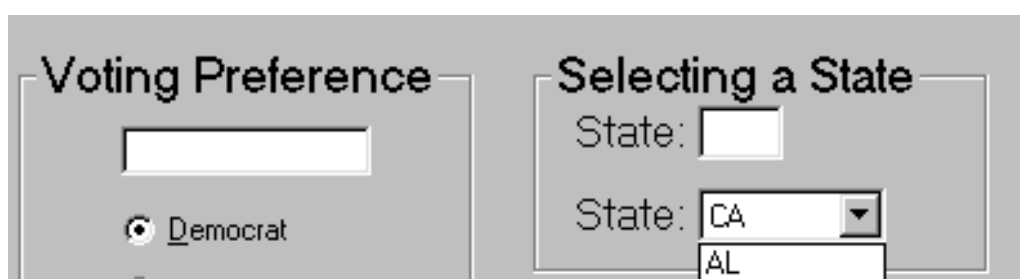 Voting Preference
Democrat
Selecting a State
State:
State: CA
AL